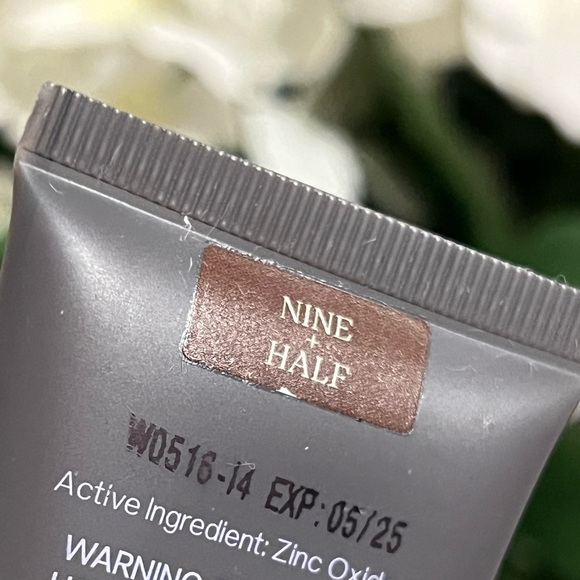 NINE
+
HALF
W0516-14 EXP:05/25
Active Ingredient: Zinc
WARNING